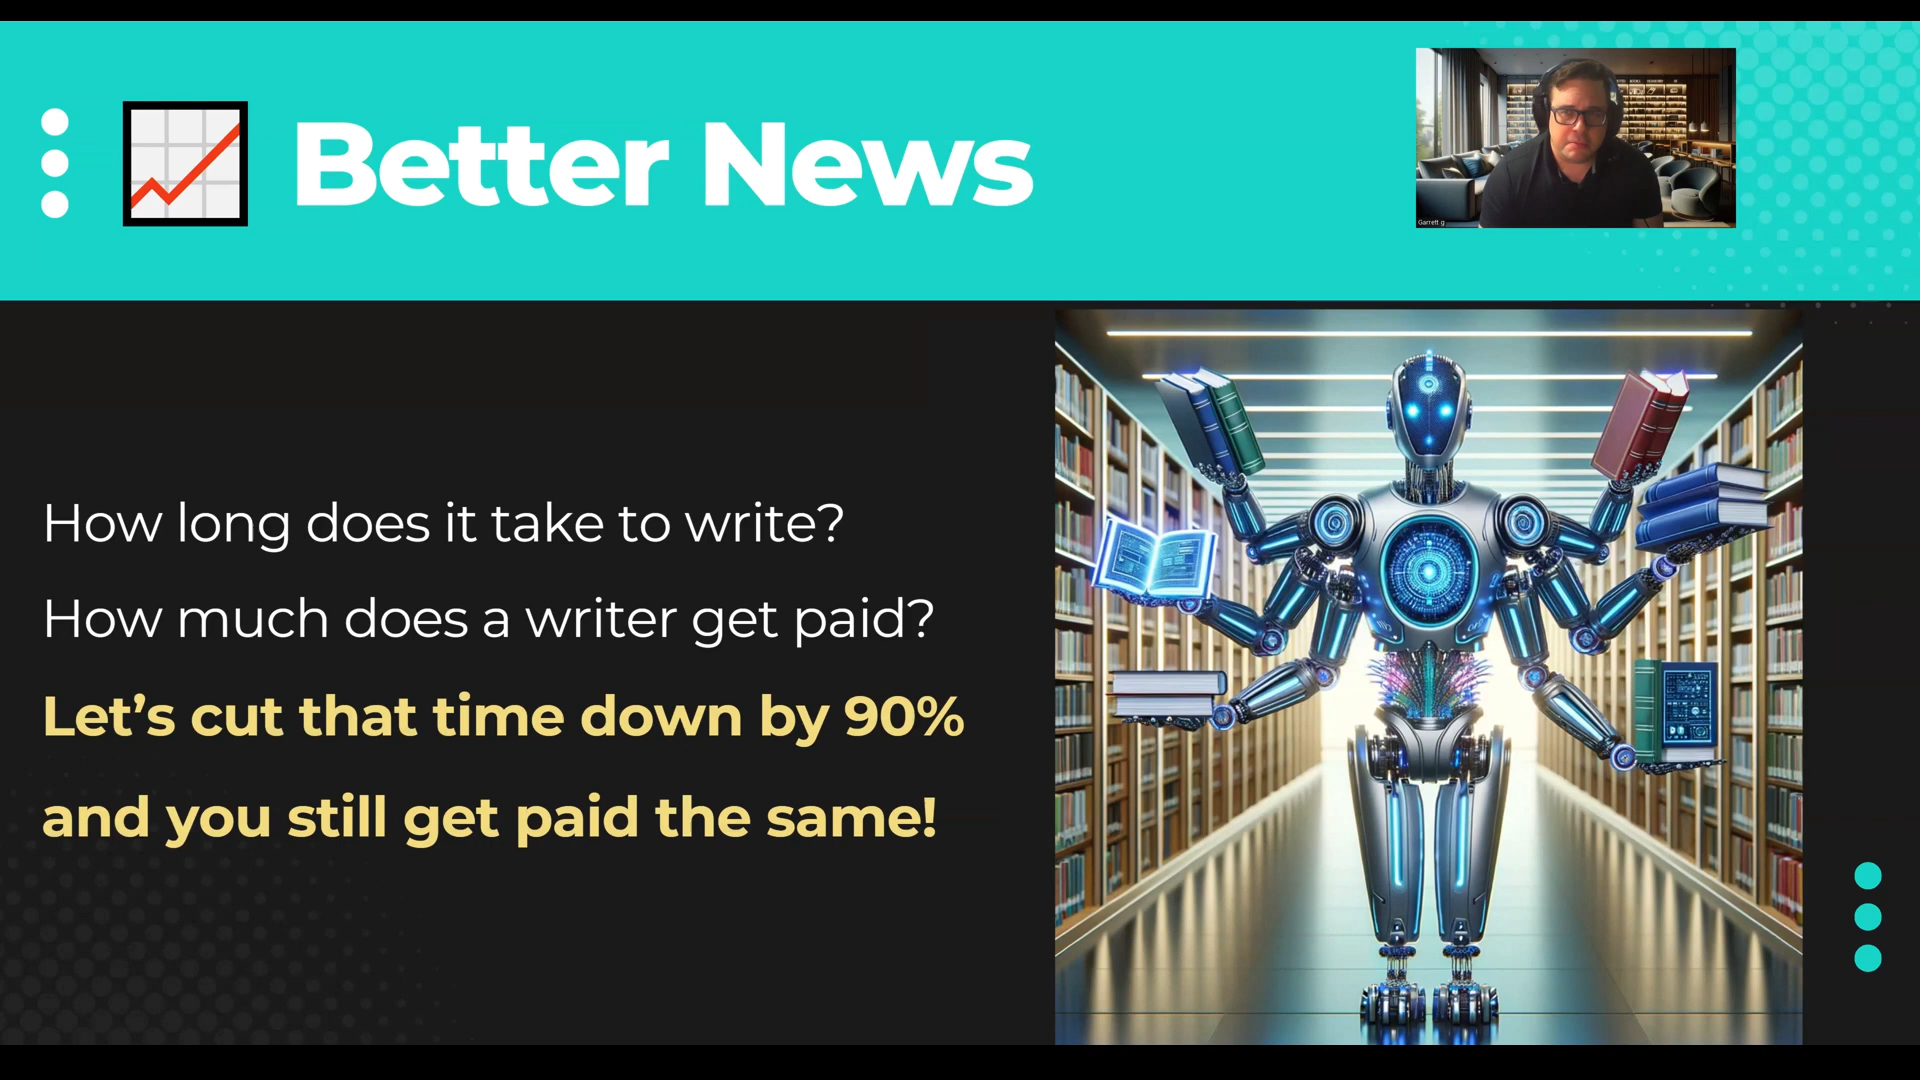 Better News
Garrett g
How long does it take to write?
How much does a writer get paid?
Let’s cut that time down by 90%
and you still get paid the same!